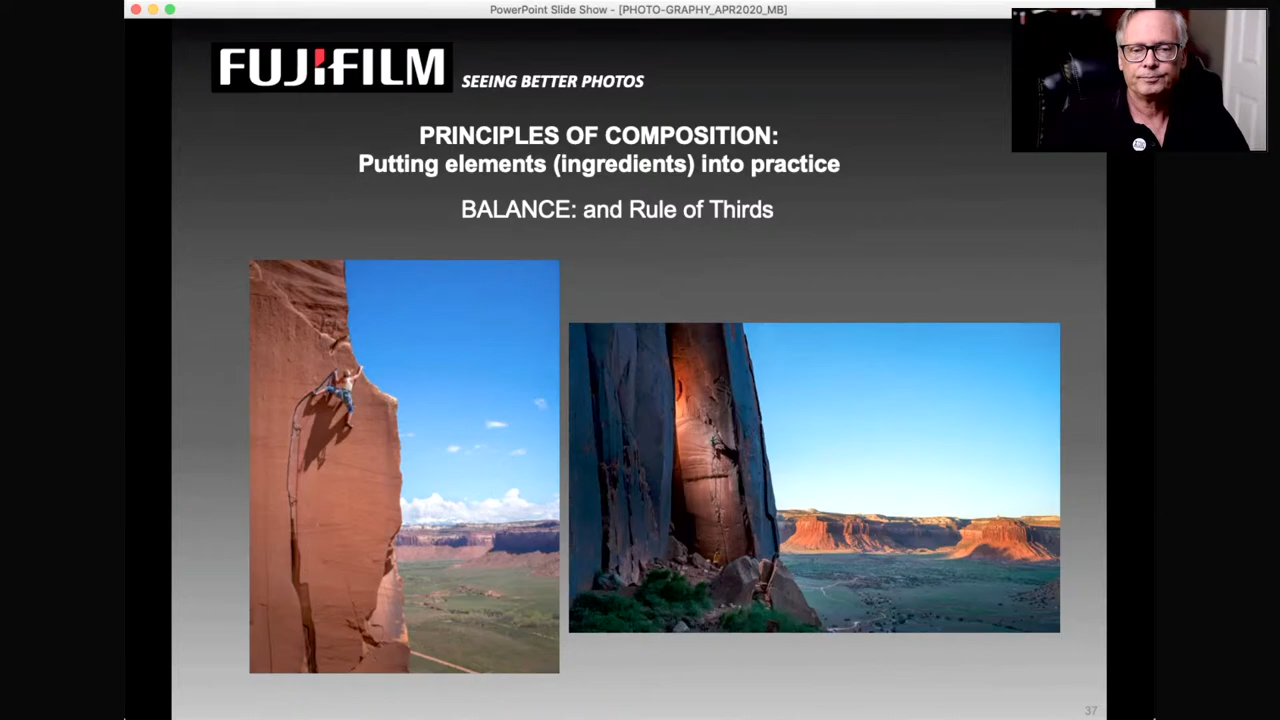 PowerPoint Slide Show - [PHOTO-GRAPHY_APR2020_MB]
FUJIFILM SEEING BETTER PHOTOS
PRINCIPLES OF COMPOSITION:
Putting elements (ingredients) into practice
BALANCE: and Rule of Thirds
37